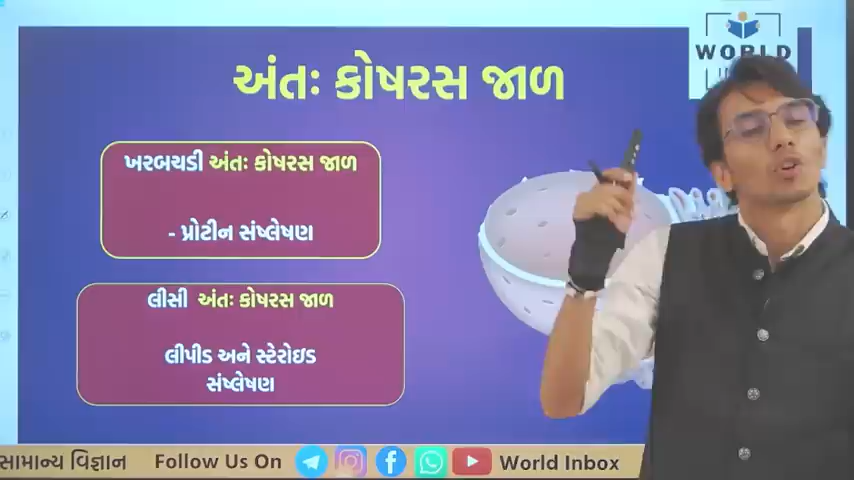 WORLD
અંતઃ કોષરસ જાળ
ખરબચડી અંતઃ કોષરસ જાળ
- પ્રોટીન સંષ્લેષણ
લીસી અંતઃ કોષરસ જાળ
લીપીડ અને સ્ટેરોઇડ
સંષ્લેષણ
સામાન્ય વિજ્ઞાન Follow Us On World Inbox